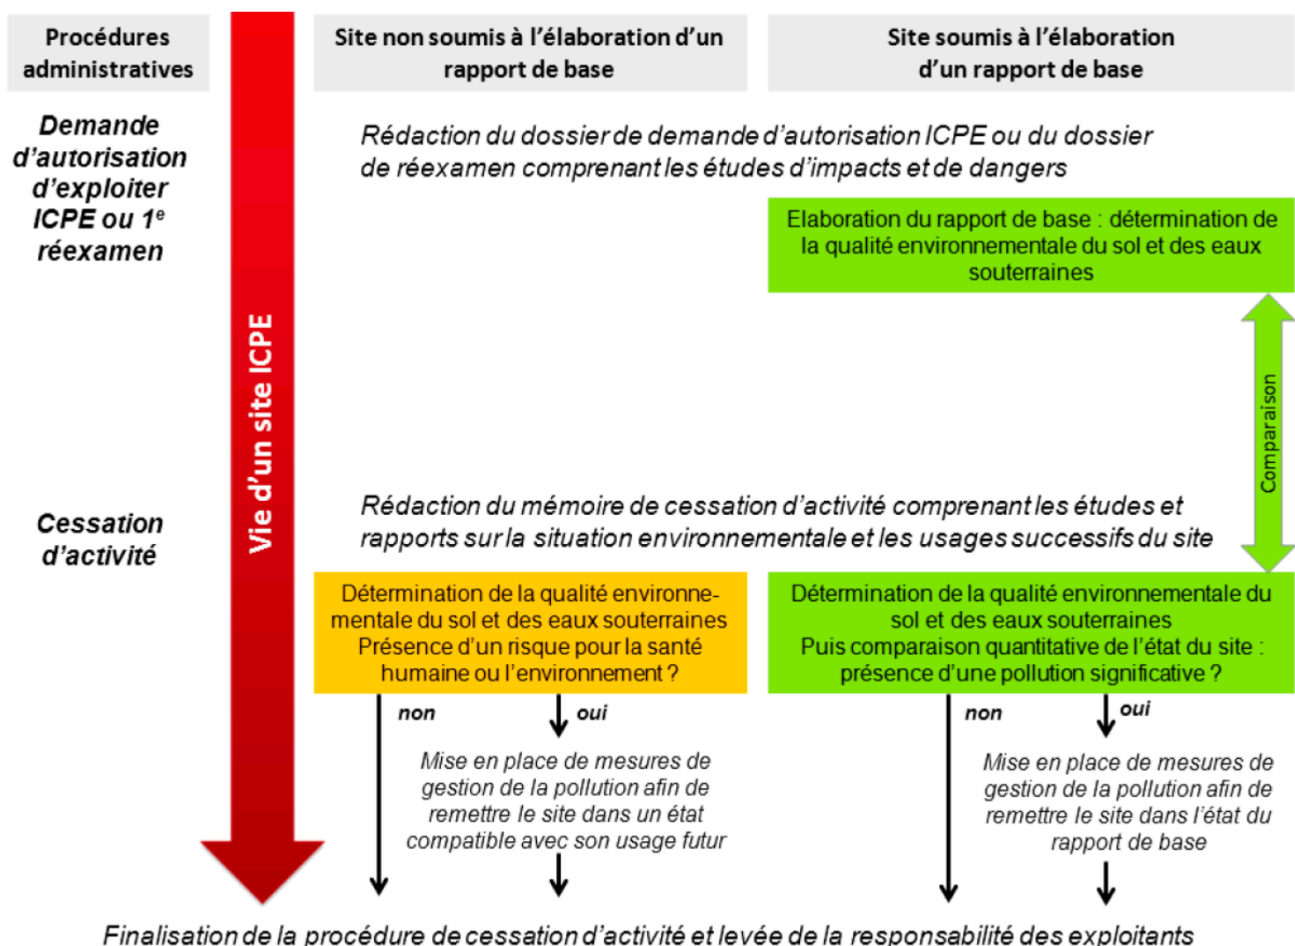 Procédures
administratives
Site non soumis à l'élaboration d'un
rapport de base
Site soumis à l'élaboration
d'un rapport de base
Demande
d'autorisation
d'exploiter
ICPE ou 1e
réexamen
Rédaction du dossier de demande d'autorisation ICPE ou du dossier
de réexamen comprenant les études d'impacts et de dangers
Elaboration du rapport de base : détermination de
la qualité environnementale du sol et des eaux
souterraines
Vie d'un site ICPE
Comparaison
Cessation
d'activité
Rédaction du mémoire de cessation d'activité comprenant les études et
rapports sur la situation environnementale et les usages successifs du site
Détermination de la qualité environne-
mentale du sol et des eaux souterraines
Présence d'un risque pour la santé
humaine ou l'environnement ?
Détermination de la qualité environnementale du
sol et des eaux souterraines
Puis comparaison quantitative de l'état du site :
présence d'une pollution significative ?
non
oui
non
oui
Mise en place de mesures de
gestion de la pollution afin de
remettre le site dans un état
compatible avec son usage futur
Mise en place de mesures de
gestion de la pollution afin de
remettre le site dans l'état du
rapport de base
Finalisation de la procédure de cessation d'activité et levée de la responsabilité des exploitants